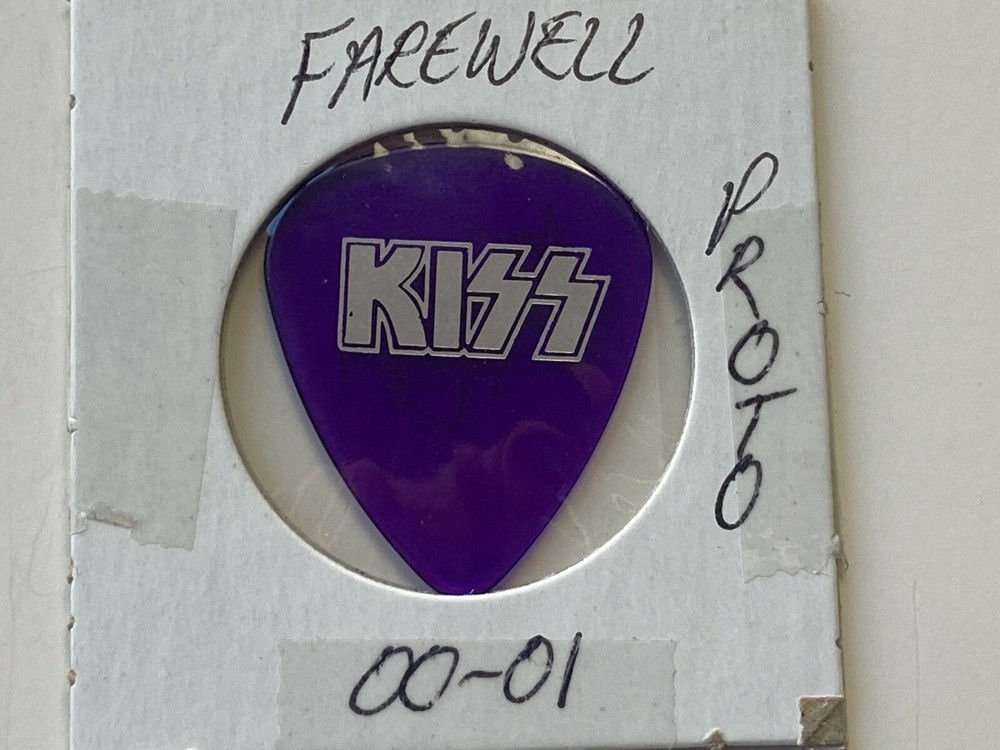 FAREWELL
KISS
PROTO
00-01